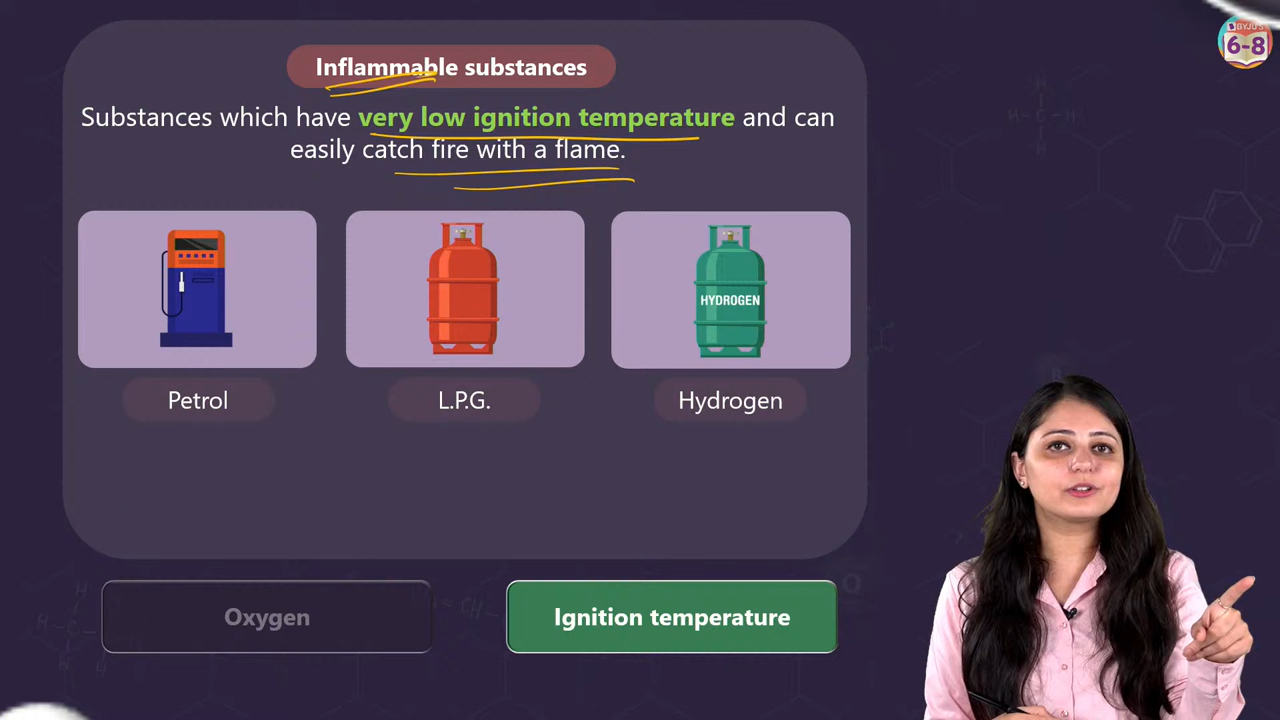 BYJU'S
6-8
Inflammable substances
Substances which have very low ignition temperature and can
easily catch fire with a flame.
HYDROGEN
Petrol
L.P.G.
Hydrogen
Oxygen
Ignition temperature